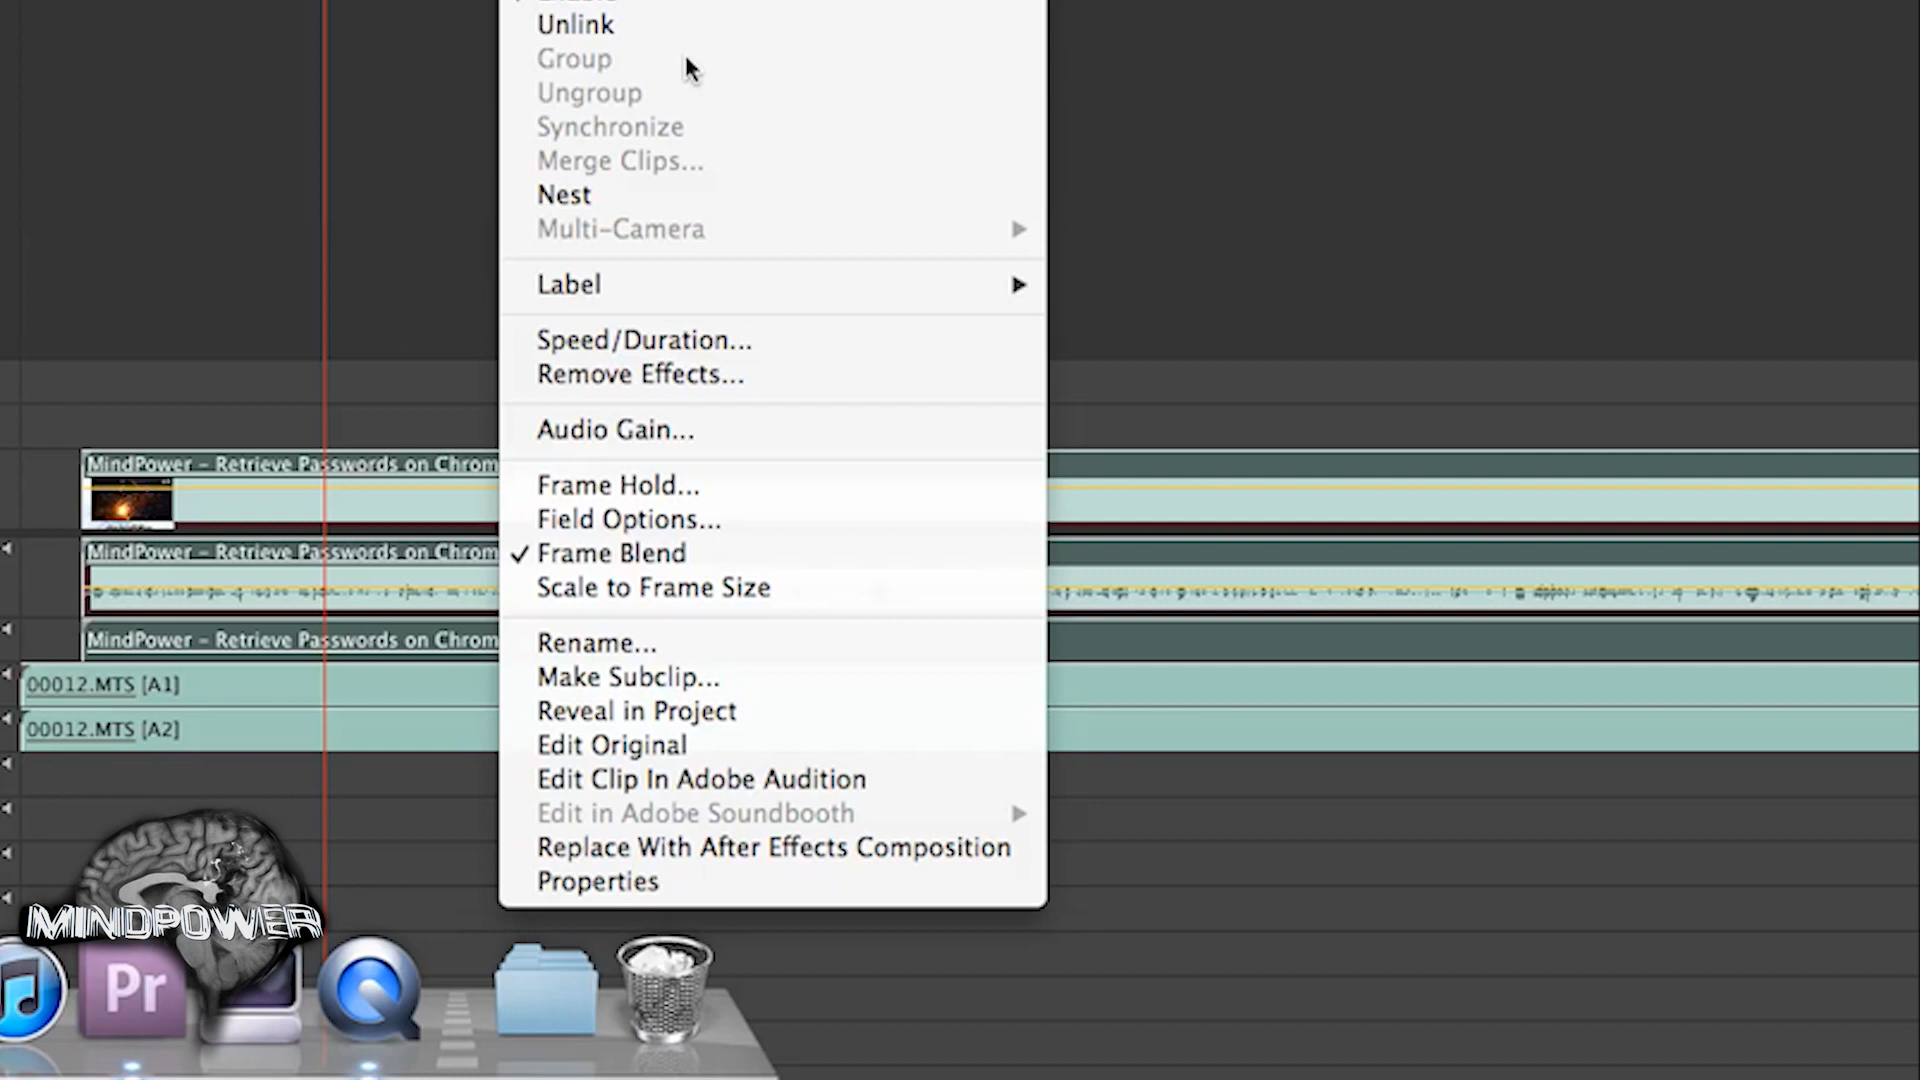 Unlink
Group
Ungroup
Synchronize
Merge Clips...
Nest
Multi-Camera
Label
Speed/Duration...
Remove Effects...
Audio Gain...
Frame Hold...
Field Options...
Frame Blend
Scale to Frame Size
Rename...
Make Subclip...
Reveal in Project
Edit Original
Edit Clip In Adobe Audition
Edit in Adobe Soundbooth
Replace With After Effects Composition
Properties
MindPower - Retrieve Passwords on Chrom
MindPower - Retrieve Passwords on Chrom
MindPower - Retrieve Passwords on Chrom
00012.MTS [A1]
00012.MTS [A2]
MINDPOWER
Pr